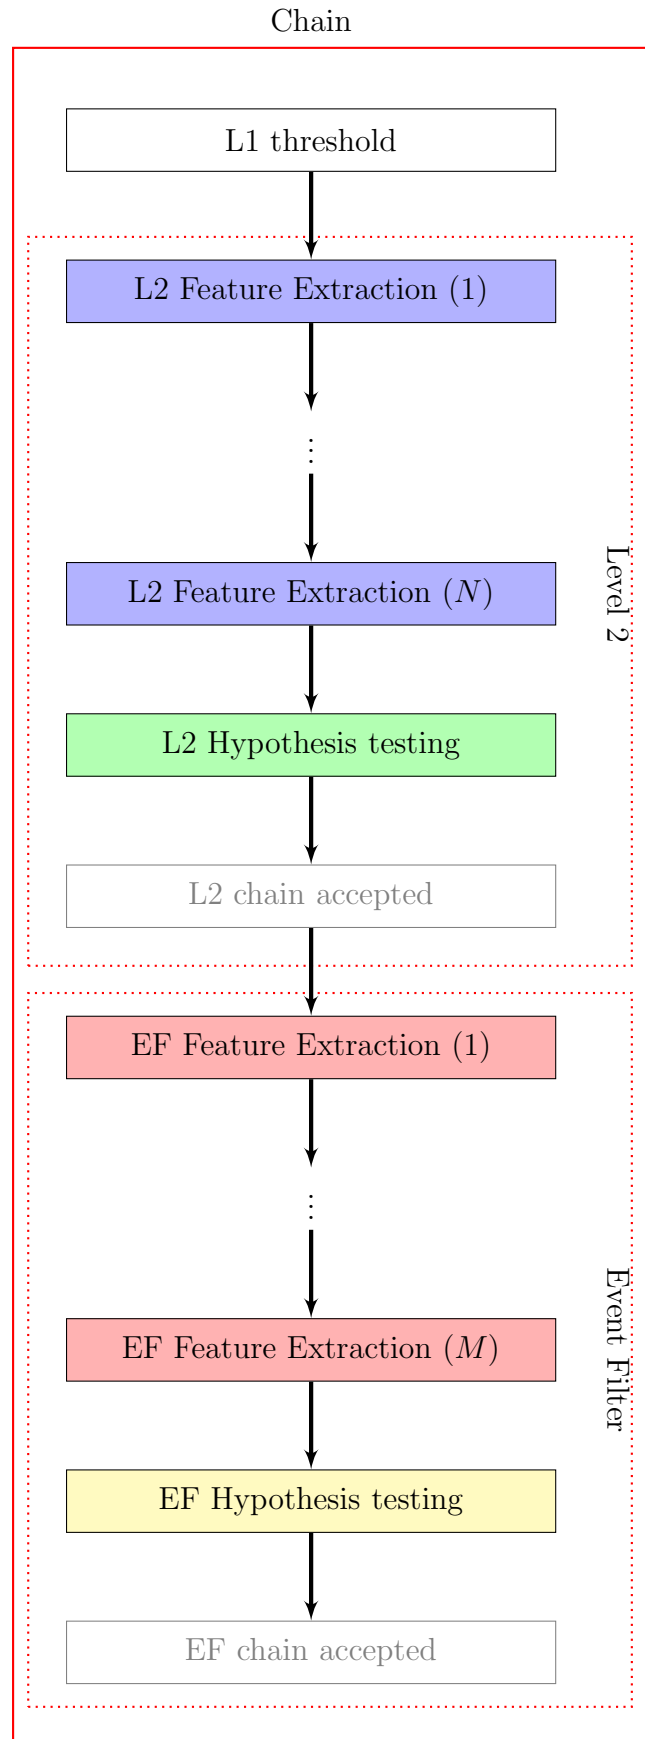 Chain
L1 threshold
L2 Feature Extraction (1)
⋮
L2 Feature Extraction (N)
Level 2
L2 Hypothesis testing
L2 chain accepted
EF Feature Extraction (1)
⋮
EF Feature Extraction (M)
Event Filter
EF Hypothesis testing
EF chain accepted